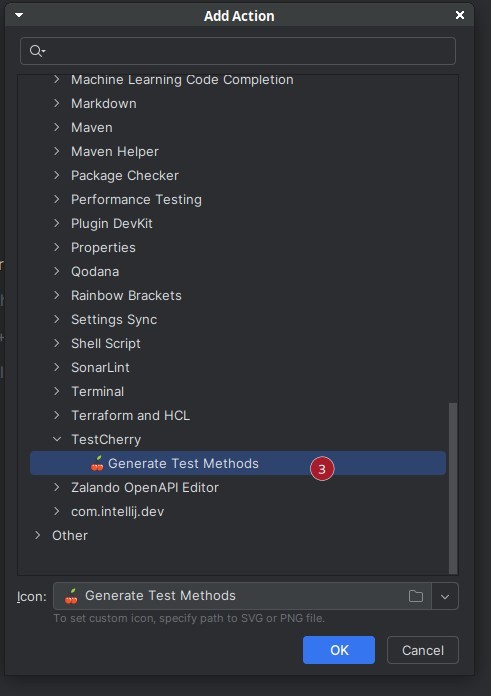 Add Action
Machine Learning Code Completion
Markdown
Maven
Maven Helper
Package Checker
Performance Testing
Plugin DevKit
Properties
Qodana
Rainbow Brackets
Settings Sync
Shell Script
SonarLint
Terminal
Terraform and HCL
TestCherry
Generate Test Methods 3
Zalando OpenAPI Editor
com.intellij.dev
Other
Icon: Generate Test Methods
To set custom icon, specify path to SVG or PNG file.
OK Cancel